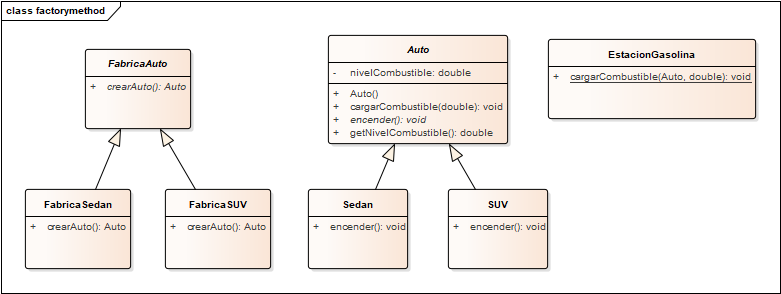 class factorymethod
FabricaAuto
+ crearAuto(): Auto
Auto
- nivelCombustible: double
+ Auto()
+ cargarCombustible(double): void
+ encender(): void
+ getNivelCombustible(): double
EstacionGasolina
+ cargarCombustible(Auto, double): void
FabricaSedan
+ crearAuto(): Auto
FabricaSUV
+ crearAuto(): Auto
Sedan
+ encender(): void
SUV
+ encender(): void